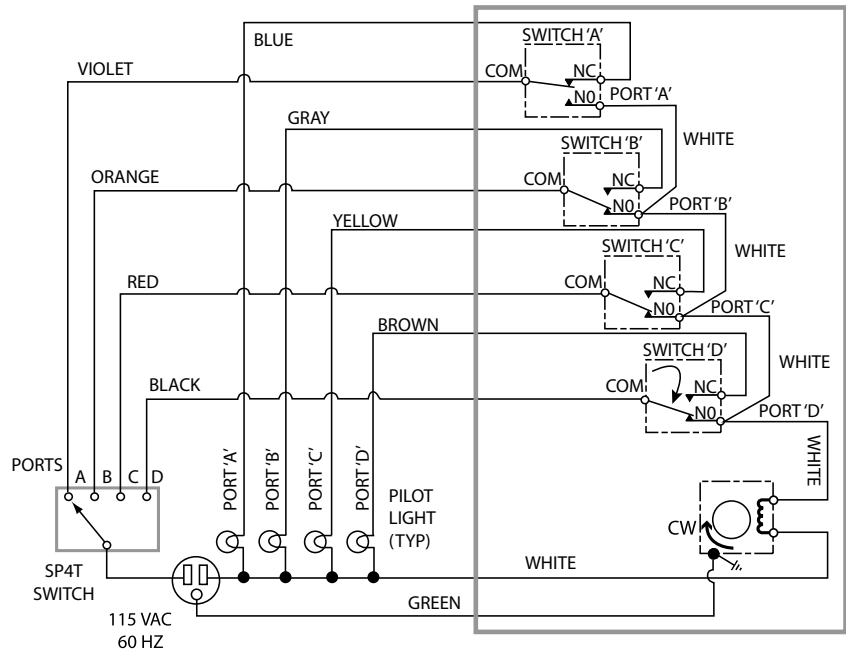 BLUE
SWITCH 'A'
VIOLET
COM
NC
N0
PORT 'A'
GRAY
WHITE
SWITCH 'B'
ORANGE
COM
NC
N0
PORT 'B'
YELLOW
WHITE
SWITCH 'C'
RED
COM
NC
N0
PORT 'C'
BROWN
WHITE
SWITCH 'D'
BLACK
COM
NC
N0
PORT 'D'
WHITE
PORTS
A
B
C
D
PORT 'A'
PORT 'B'
PORT 'C'
PORT 'D'
PILOT
LIGHT
(TYP)
CW
SP4T
SWITCH
WHITE
GREEN
115 VAC
60 HZ